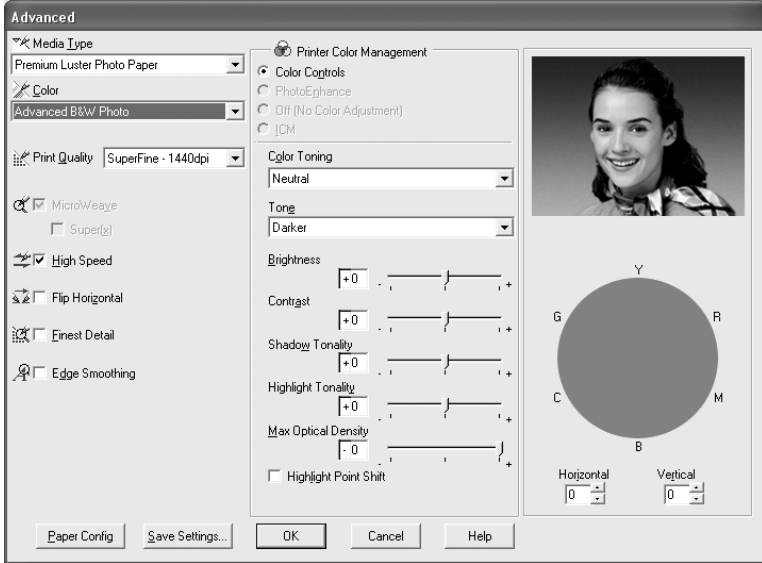 Advanced
Media Type
Premium Luster Photo Paper
Color
Advanced B&W Photo
Print Quality SuperFine - 1440dpi
MicroWeave
Super(x)
High Speed
Flip Horizontal
Finest Detail
Edge Smoothing
Printer Color Management
Color Controls
PhotoEnhance
Off (No Color Adjustment)
ICM
Color Toning
Neutral
Tone
Darker
Brightness
+0 - +
Contrast
+0 - +
Shadow Tonality
+0 - +
Highlight Tonality
+0 - +
Max Optical Density
- 0 - +
Highlight Point Shift
Y
G R
C M
B
Horizontal Vertical
0 0
Paper Config Save Settings... OK Cancel Help